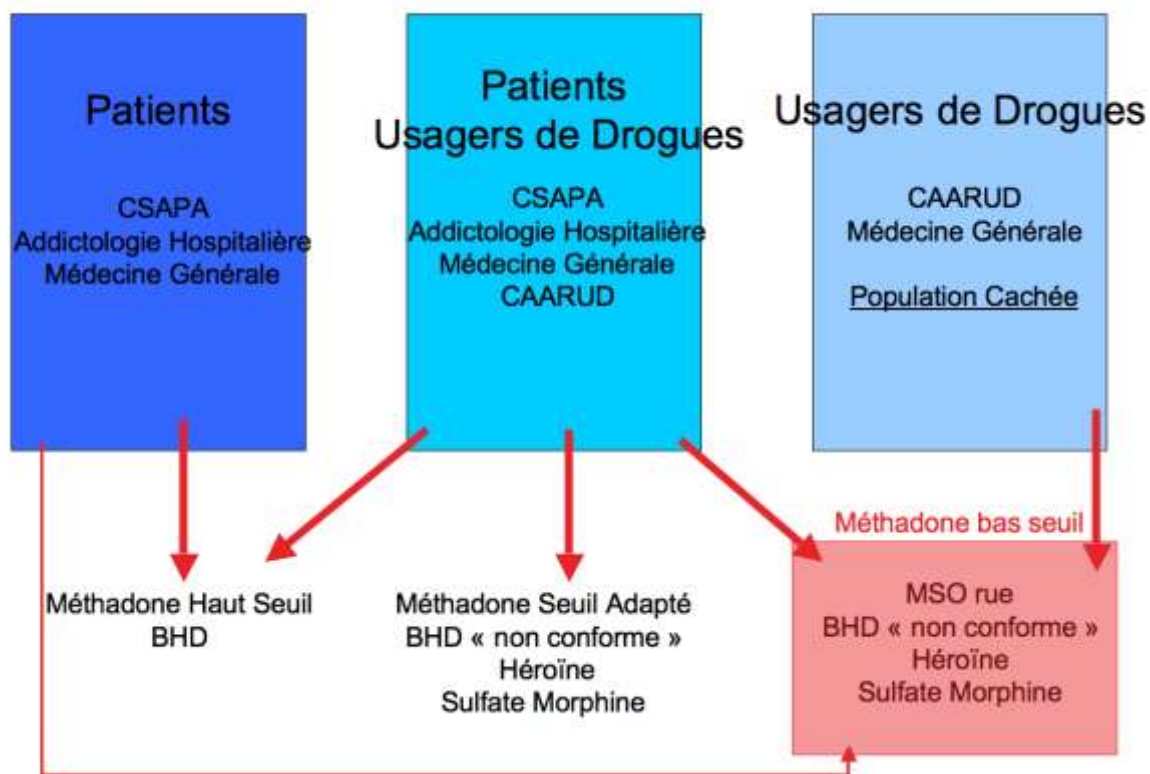 Patients
CSAPA
Addictologie Hospitalière
Médecine Générale
Patients
Usagers de Drogues
CSAPA
Addictologie Hospitalière
Médecine Générale
CAARUD
Usagers de Drogues
CAARUD
Médecine Générale
Population Cachée
Méthadone Haut Seuil
BHD
Méthadone Seuil Adapté
BHD « non conforme »
Héroïne
Sulfate Morphine
Méthadone bas seuil
MSO rue
BHD « non conforme »
Héroïne
Sulfate Morphine